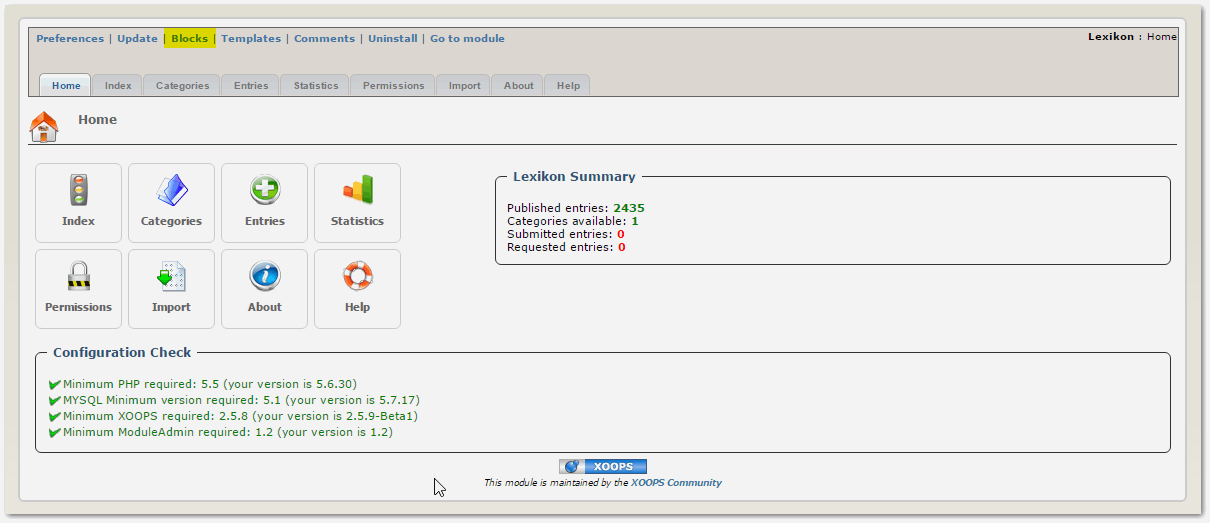 Preferences | Update | Blocks | Templates | Comments | Uninstall | Go to module
Lexikon : Home
Home Index Categories Entries Statistics Permissions Import About Help
Home
Index Categories Entries Statistics
Permissions Import About Help
Lexikon Summary
Published entries: 2435
Categories available: 1
Submitted entries: 0
Requested entries: 0
Configuration Check
Minimum PHP required: 5.5 (your version is 5.6.30)
MYSQL Minimum version required: 5.1 (your version is 5.7.17)
Minimum XOOPS required: 2.5.8 (your version is 2.5.9-Beta1)
Minimum ModuleAdmin required: 1.2 (your version is 1.2)
XOOPS
This module is maintained by the XOOPS Community